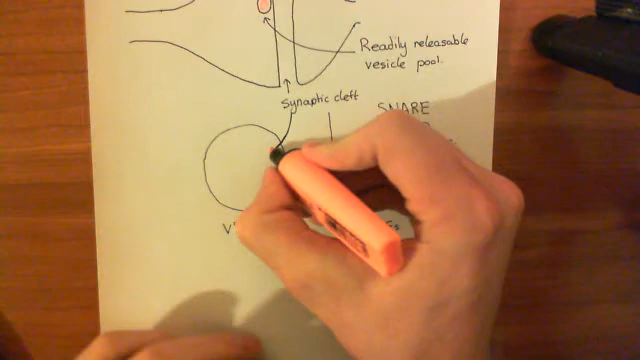 Readily releasable
vesicle pool.
Synaptic cleft
SNARE